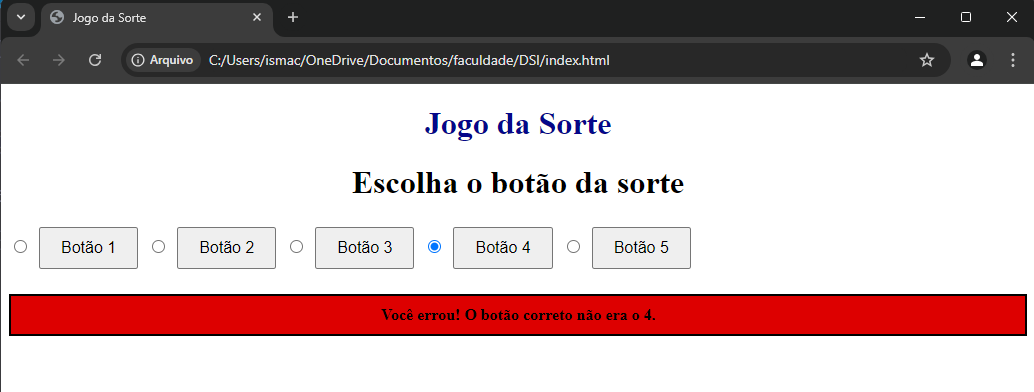 Jogo da Sorte
Arquivo C:/Users/ismac/OneDrive/Documentos/faculdade/DSI/index.html
Jogo da Sorte
Escolha o botão da sorte
Botão 1 Botão 2 Botão 3 Botão 4 Botão 5
Você errou! O botão correto não era o 4.